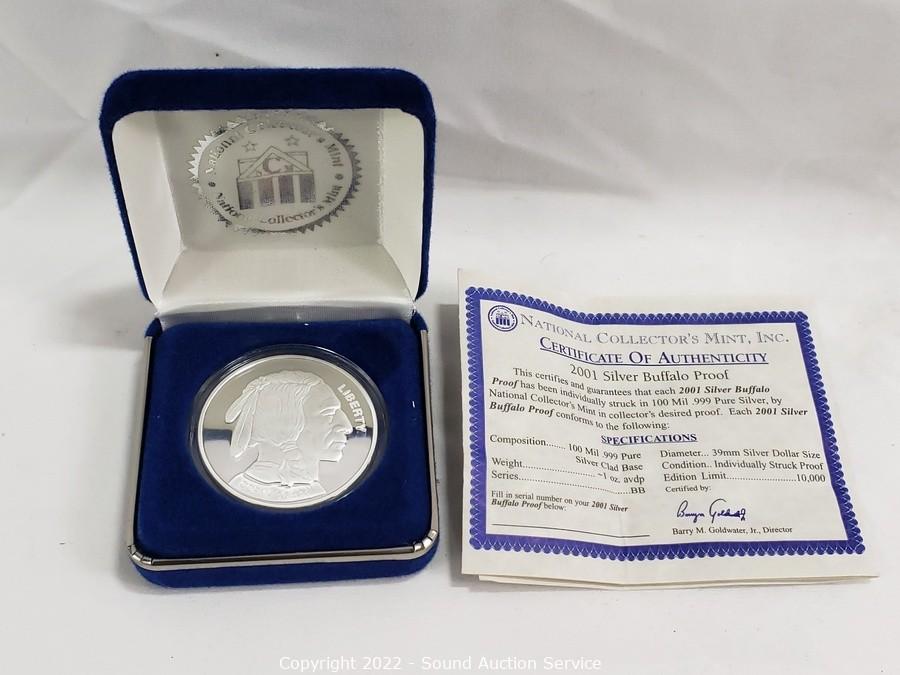 National Collector's Mint
C
National Collector's Mint
LIBERTY
NATIONAL COLLECTOR'S MINT, INC.
CERTIFICATE OF AUTHENTICITY
2001 Silver Buffalo Proof
This certifies and guarantees that each 2001 Silver Buffalo
Proof has been individually struck in 100 Mil .999 Pure Silver, by
National Collector's Mint in collector's desired proof. Each 2001 Silver
Buffalo Proof conforms to the following:
SPECIFICATIONS
Composition....... 100 Mil .999 Pure
Silver Clad Base
Weight........................ ~1 oz. avdp
Series.......................................BB
Fill in serial number on your 2001 Silver
Buffalo Proof below:
Diameter... 39mm Silver Dollar Size
Condition.. Individually Struck Proof
Edition Limit.........................10,000
Certified by:
Barry M. Goldwater, Jr., Director
Copyright 2022 - Sound Auction Service